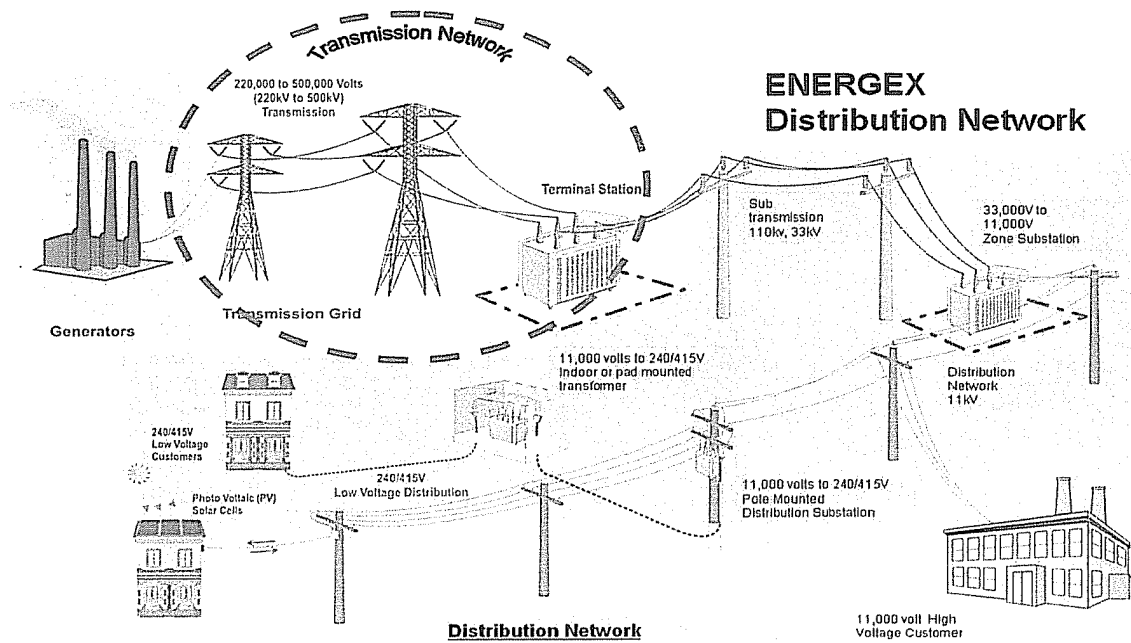 Transmission Network
220,000 to 500,000 Volts
(220kV to 500kV)
Transmission
ENERGEX
Distribution Network
Terminal Station
Sub
transmission
110kv, 33kV
33,000V to
11,000V
Zone Substation
Generators
Transmission Grid
11,000 volts to 240/415V
Indoor or pad mounted
transformer
Distribution
Network
11kV
240/415V
Low Voltage
Customers
240/415V
Low Voltage Distribution
Photo Voltaic (PV)
Solar Cells
11,000 volts to 240/415V
Pole Mounted
Distribution Substation
11,000 volt High
Voltage Customer
Distribution Network